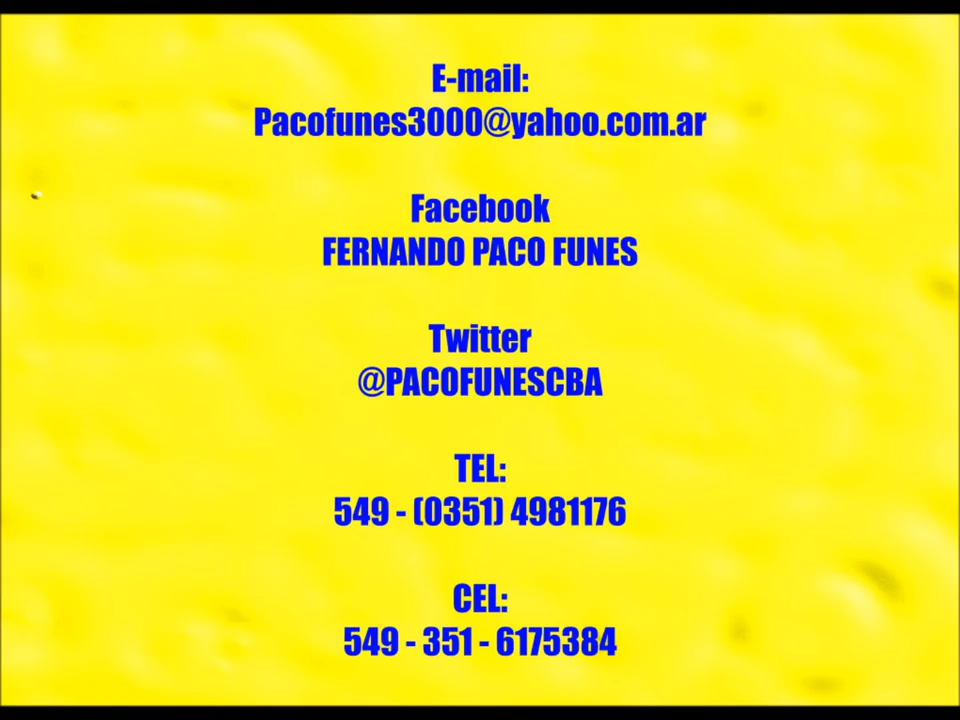 E-mail:
Pacofunes3000@yahoo.com.ar
Facebook
FERNANDO PACO FUNES
Twitter
@PACOFUNESCBA
TEL:
549 - (0351) 4981176
CEL:
549 - 351 - 6175384